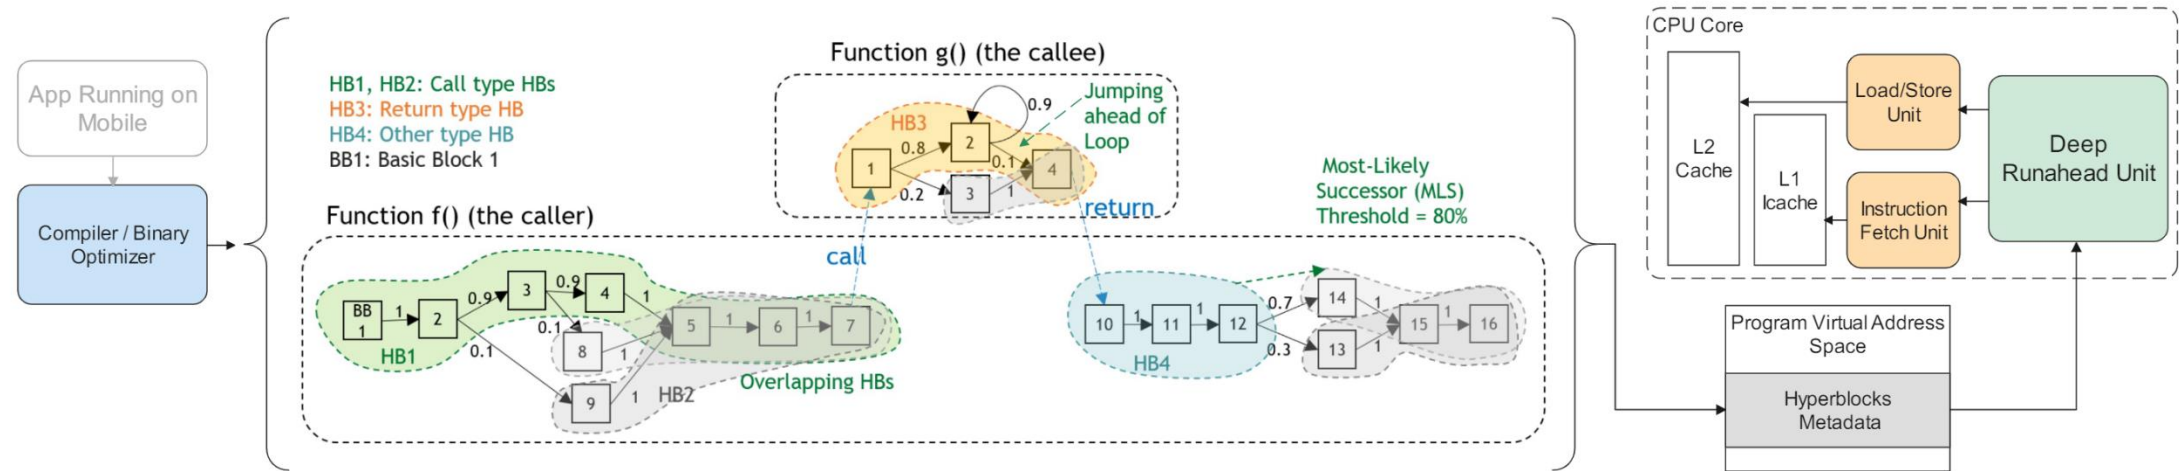 App Running on
Mobile
Compiler / Binary
Optimizer
HB1, HB2: Call type HBs
HB3: Return type HB
HB4: Other type HB
BB1: Basic Block 1
Function g() (the callee)
HB3
1
0.8
0.2
2
0.9
0.1
3
1
4
Jumping
ahead of
Loop
return
call
Function f() (the caller)
BB
1
1
2
0.9
0.1
3
0.9
0.1
4
1
5
1
6
1
7
8
1
9
1
HB1
HB2
Overlapping HBs
Most-Likely
Successor (MLS)
Threshold = 80%
10
1
11
1
12
HB4
0.7
0.3
14
1
13
1
15
1
16
CPU Core
L2
Cache
L1
Icache
Load/Store
Unit
Instruction
Fetch Unit
Deep
Runahead Unit
Program Virtual Address
Space
Hyperblocks
Metadata